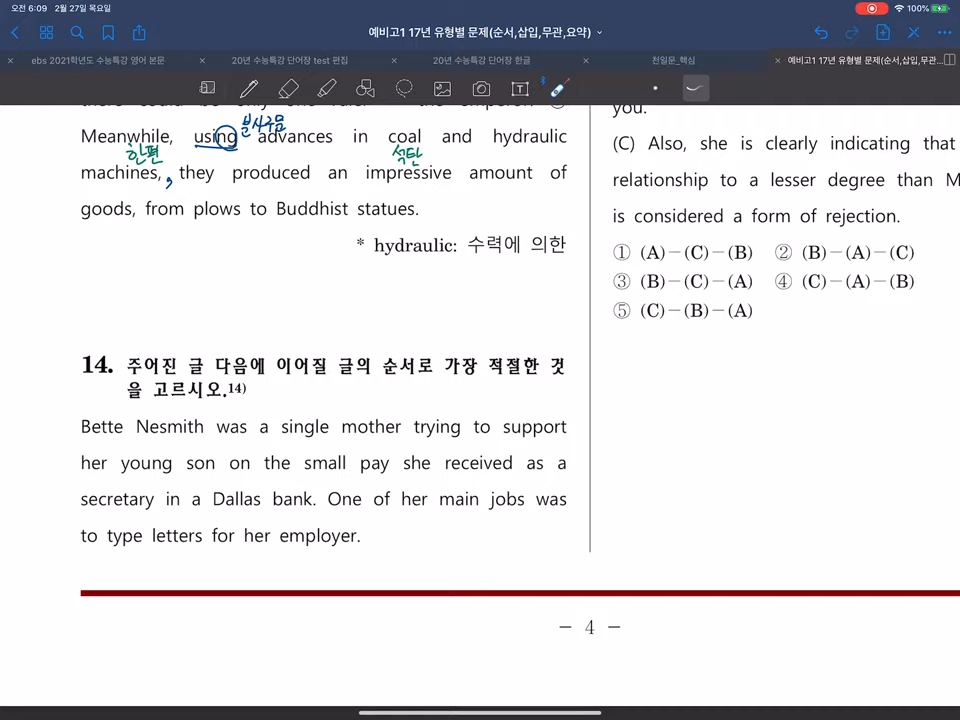 오전 6:09 2월 27일 목요일
100%
예비고1 17년 유형별 문제(순서,삽입,무관,요약)
ebs 2021학년도 수능특강 영어 본문
20년 수능특강 단어장 test 편집
20년 수능특강 단어장 한글
천일문_핵심
예비고1 17년 유형별 문제(순서,삽입,무관...
분사구문
Meanwhile, using advances in coal and hydraulic
한편
석탄
machines, they produced an impressive amount of
goods, from plows to Buddhist statues.
* hydraulic: 수력에 의한
14. 주어진 글 다음에 이어질 글의 순서로 가장 적절한 것
을 고르시오.14)
Bette Nesmith was a single mother trying to support
her young son on the small pay she received as a
secretary in a Dallas bank. One of her main jobs was
to type letters for her employer.
you.
(C) Also, she is clearly indicating that
relationship to a lesser degree than M
is considered a form of rejection.
① (A)-(C)-(B) ② (B)-(A)-(C)
③ (B)-(C)-(A) ④ (C)-(A)-(B)
⑤ (C)-(B)-(A)
- 4 -